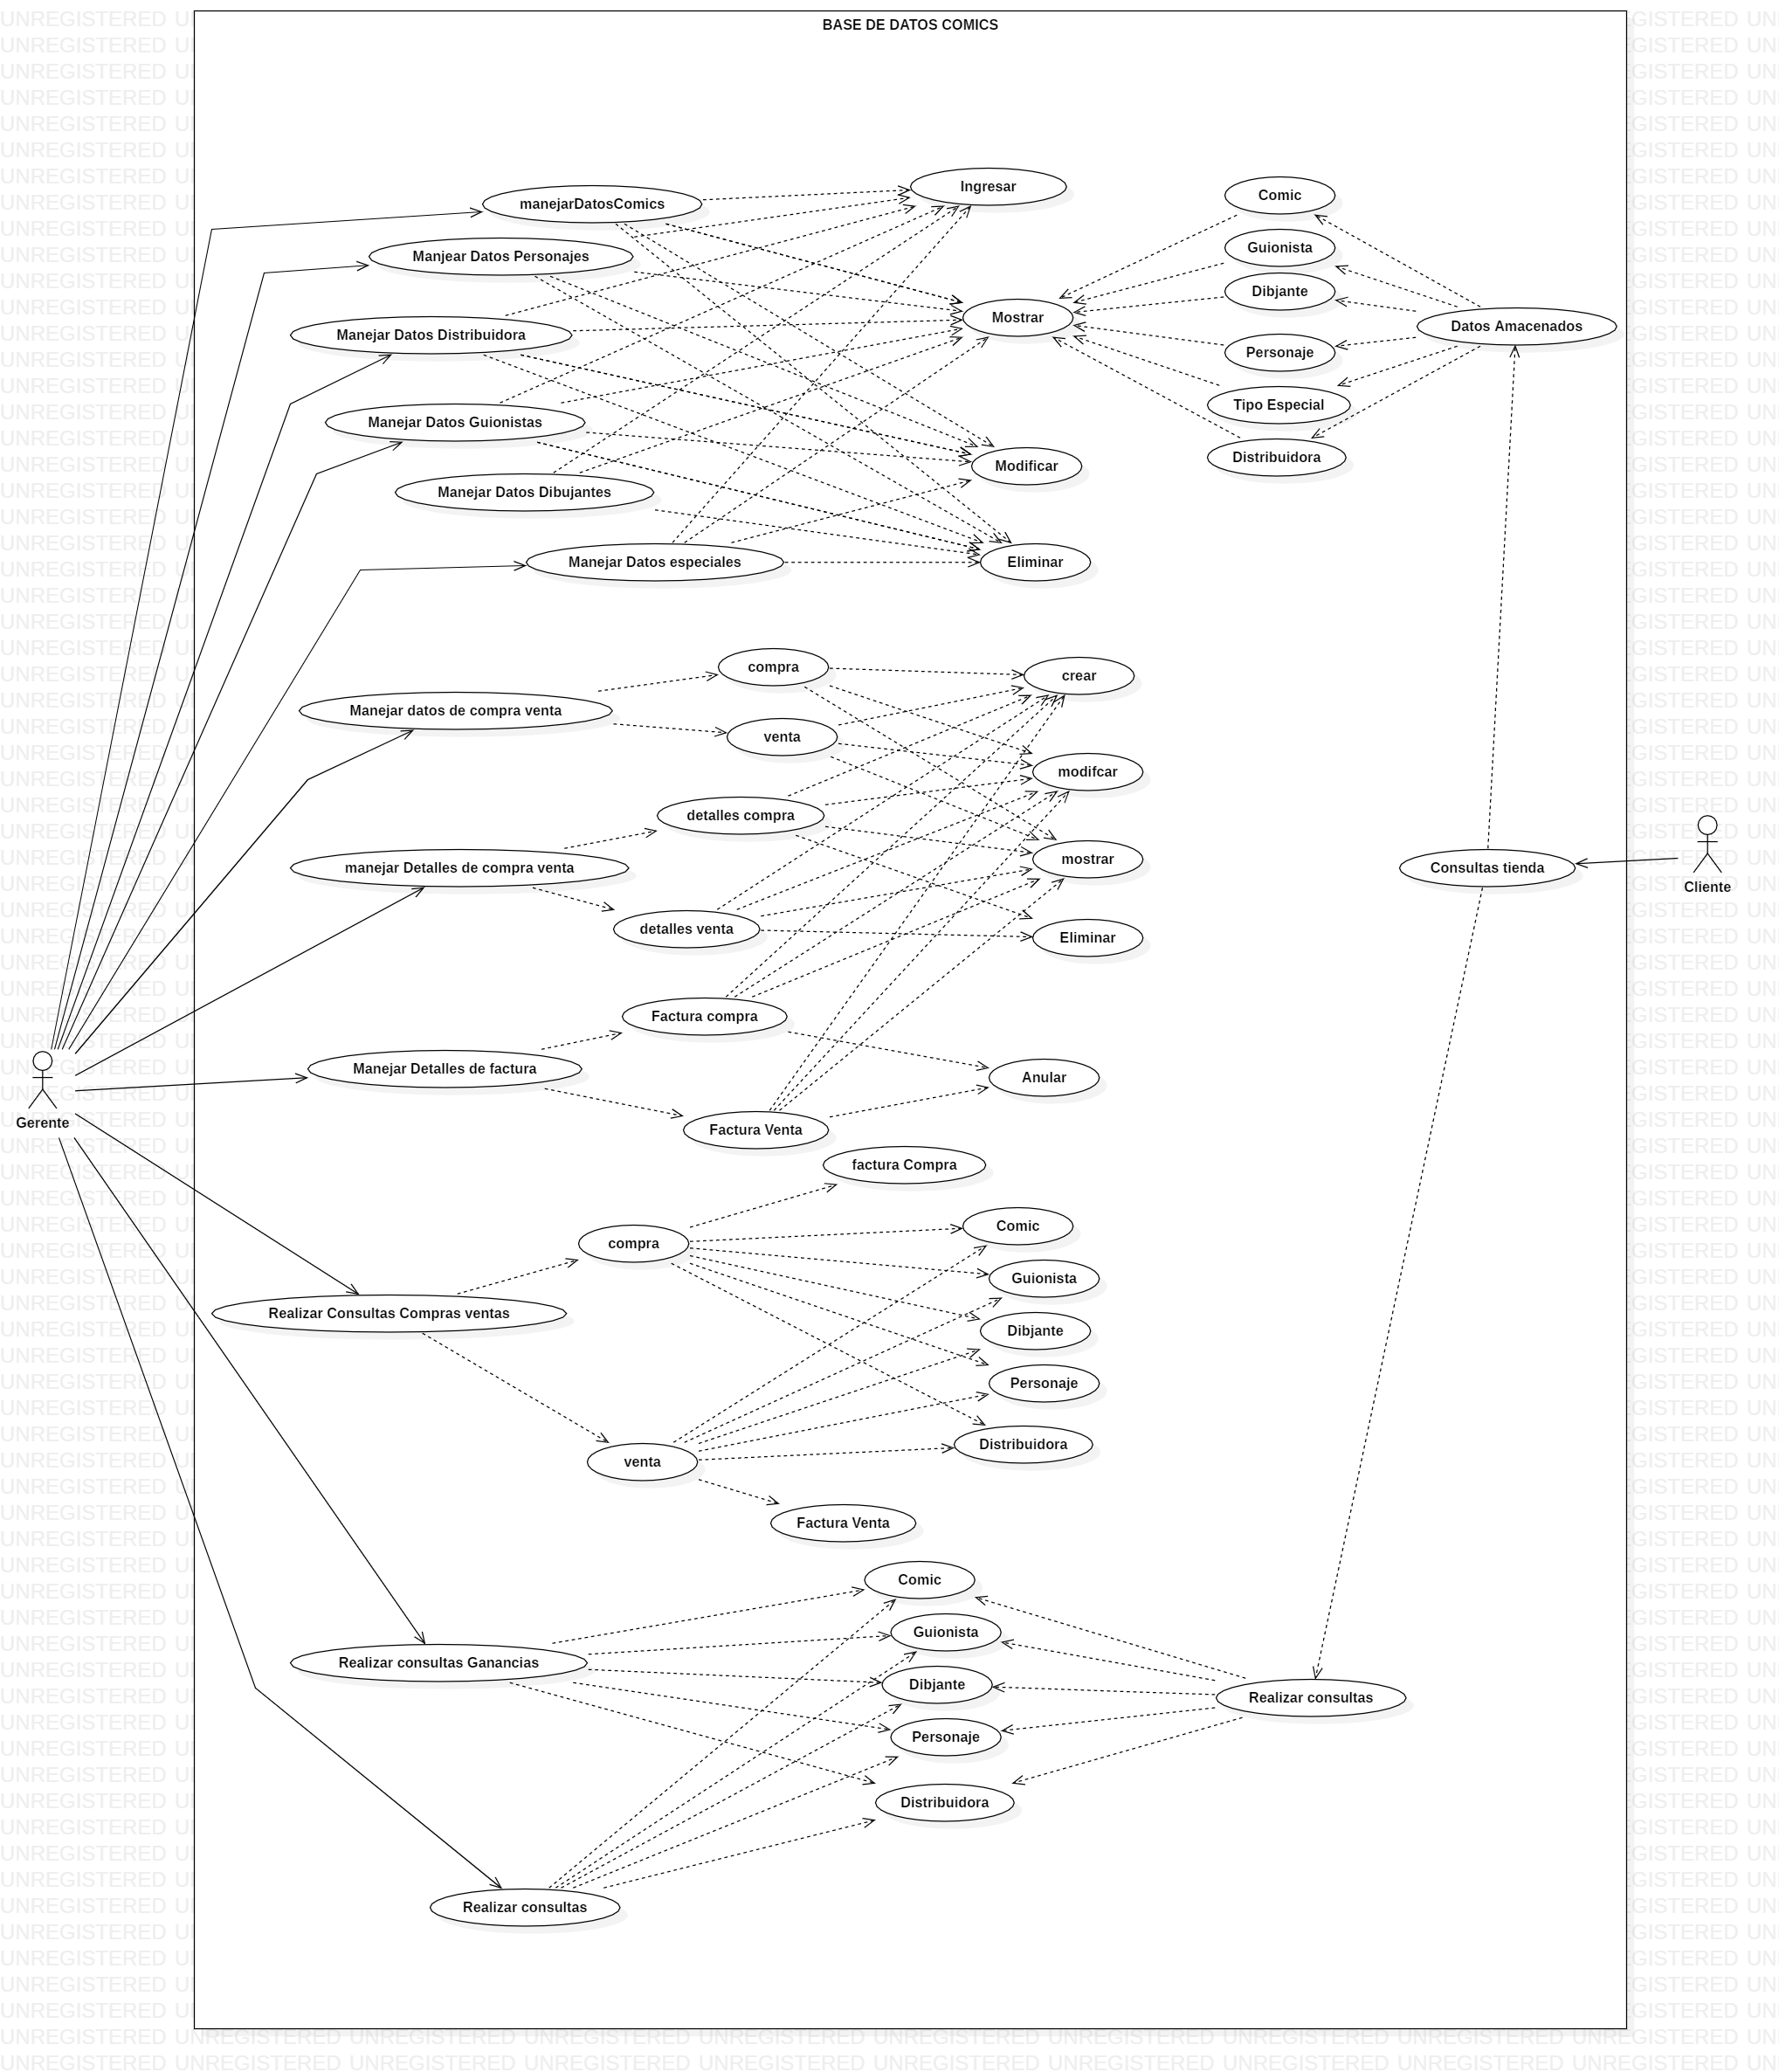 BASE DE DATOS COMICS
Ingresar
manejarDatosComics
Comic
Manjear Datos Personajes
Guionista
Dibjante
Mostrar
Datos Amacenados
Manejar Datos Distribuidora
Personaje
Tipo Especial
Manejar Datos Guionistas
Distribuidora
Modificar
Manejar Datos Dibujantes
Manejar Datos especiales
Eliminar
compra
crear
Manejar datos de compra venta
venta
modifcar
detalles compra
mostrar
manejar Detalles de compra venta
Consultas tienda
Cliente
detalles venta
Eliminar
Factura compra
Manejar Detalles de factura
Anular
Gerente
Factura Venta
factura Compra
Comic
compra
Guionista
Realizar Consultas Compras ventas
Dibjante
Personaje
Distribuidora
venta
Factura Venta
Comic
Guionista
Realizar consultas Ganancias
Dibjante
Realizar consultas
Personaje
Distribuidora
Realizar consultas
UNREGISTERED